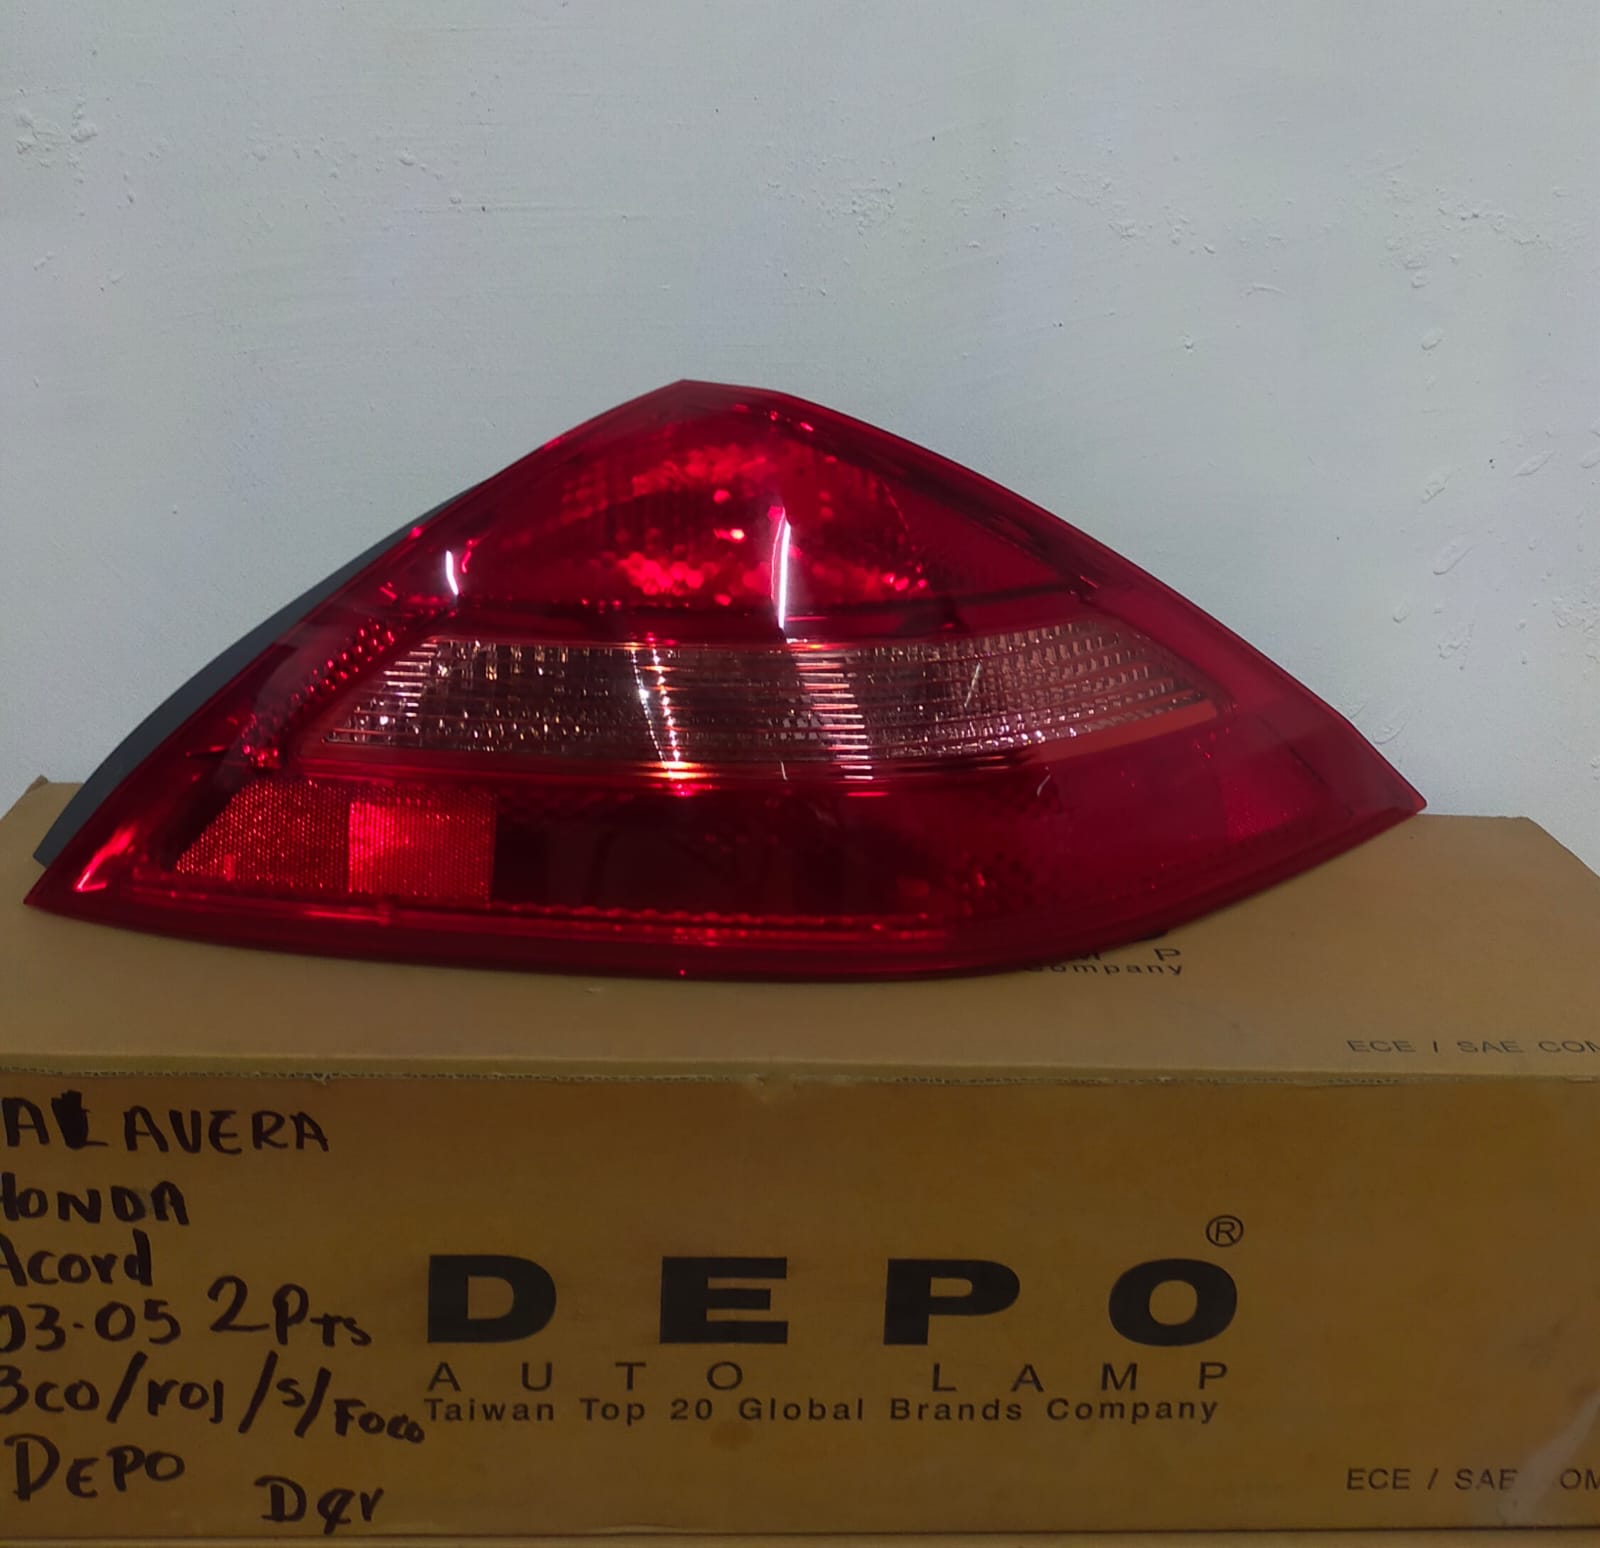 M P
Company
ECE / SAE CON
ALAVERA
HONDA
Acord
03-05 2Pts
Bco/roj/s/Foco
DEPO
Der
DEPO®
AUTO LAMP
Taiwan Top 20 Global Brands Company
ECE / SAE COM